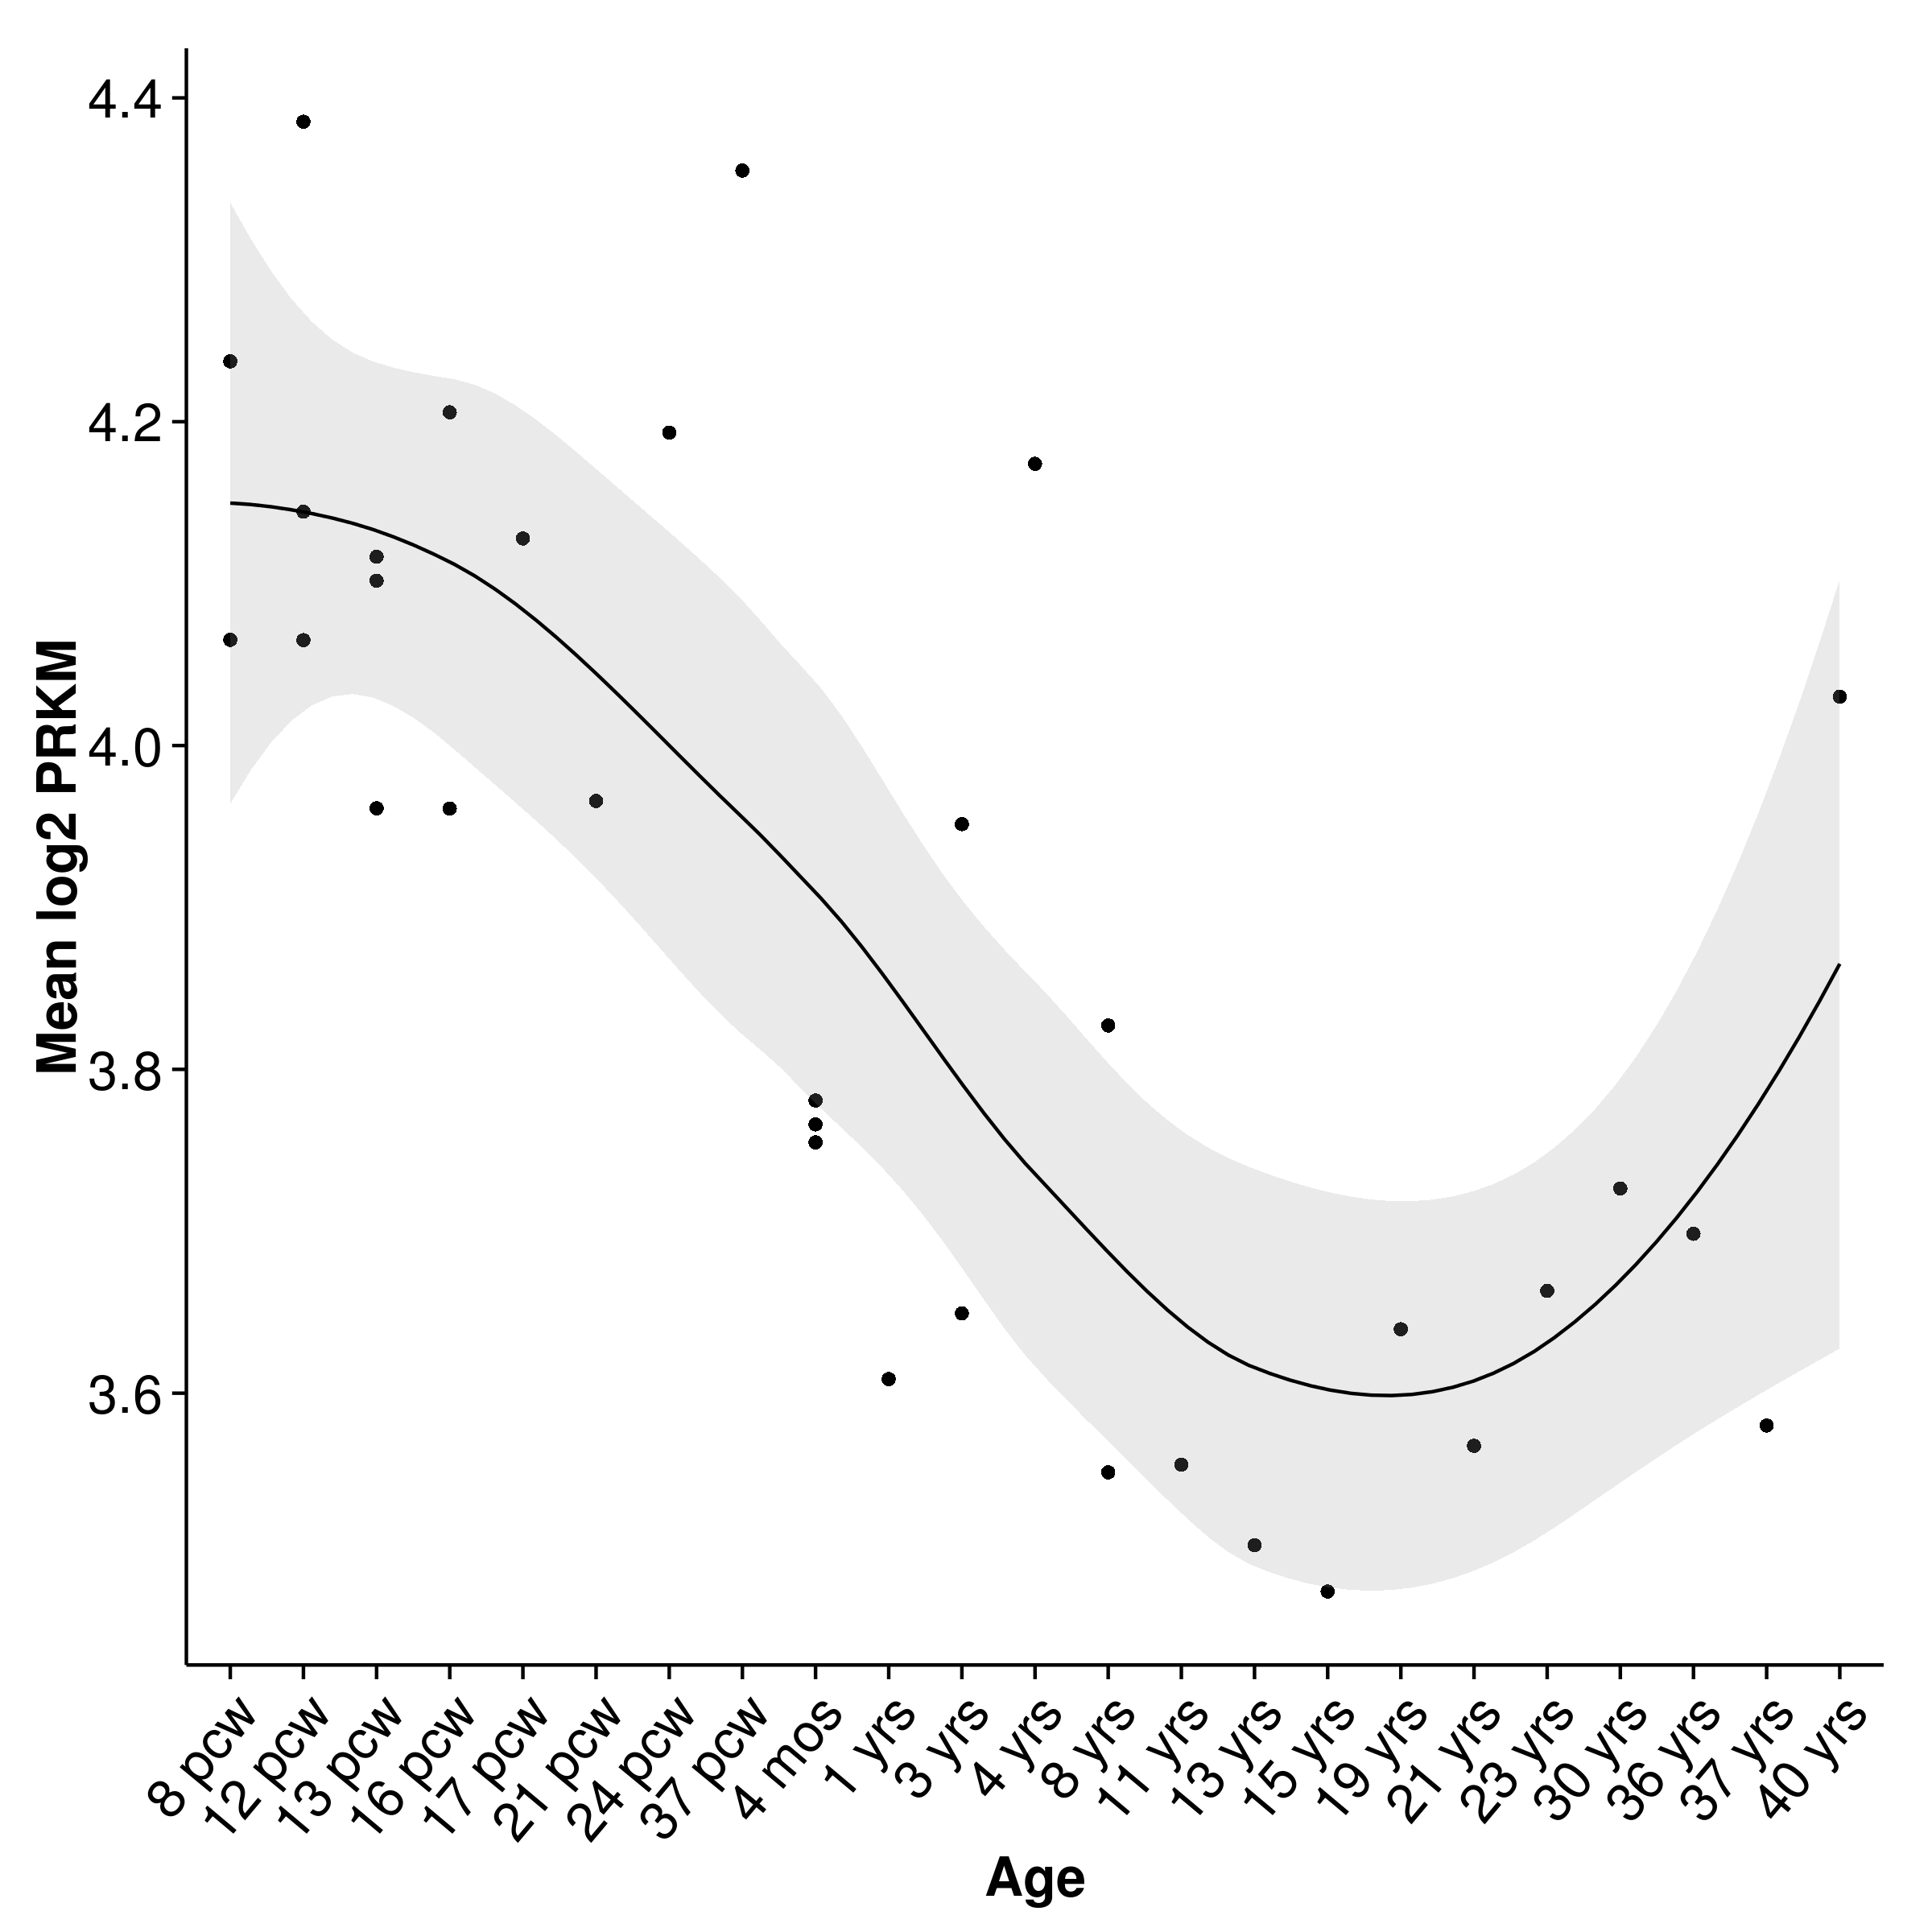 Mean log2 PRKM
4.4
4.2
4.0
3.8
3.6
8 pcw
12 pcw
13 pcw
16 pcw
17 pcw
21 pcw
24 pcw
37 pcw
4 mos
1 yrs
3 yrs
4 yrs
8 yrs
11 yrs
13 yrs
15 yrs
19 yrs
21 yrs
23 yrs
30 yrs
36 yrs
37 yrs
40 yrs
Age